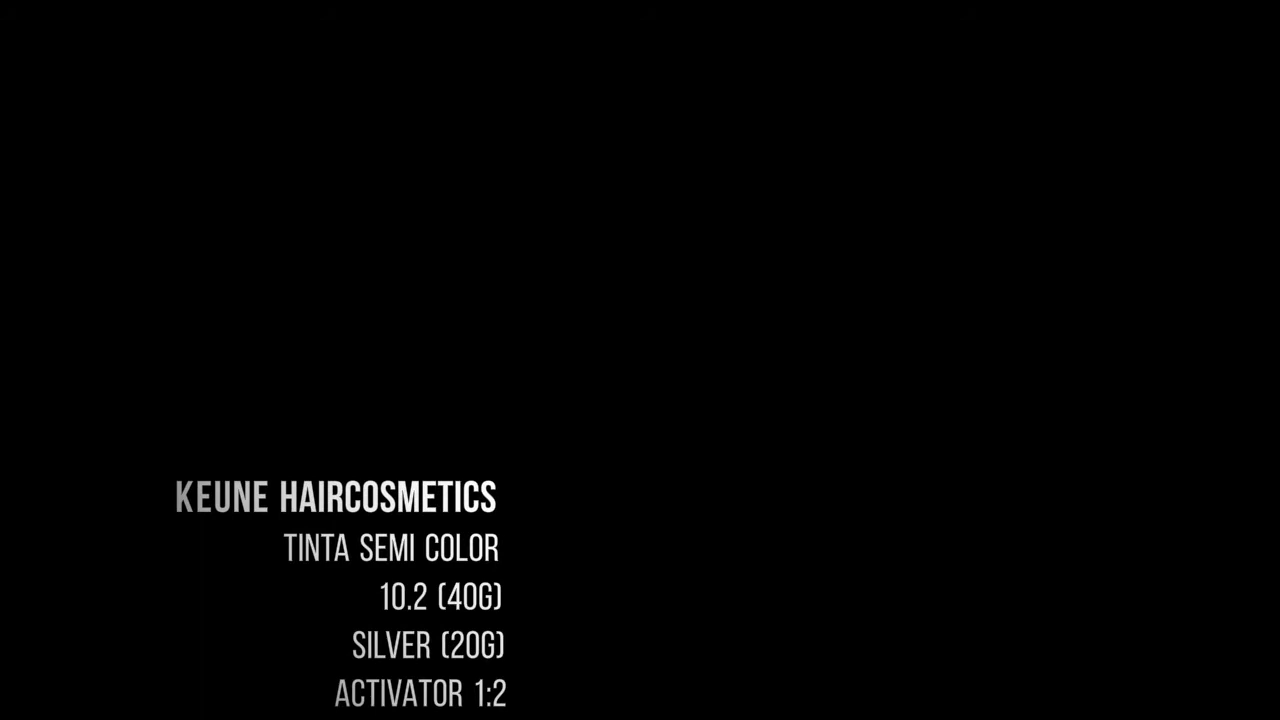 KEUNE HAIRCOSMETICS
TINTA SEMI COLOR
10.2 (40G)
SILVER (20G)
ACTIVATOR 1:2